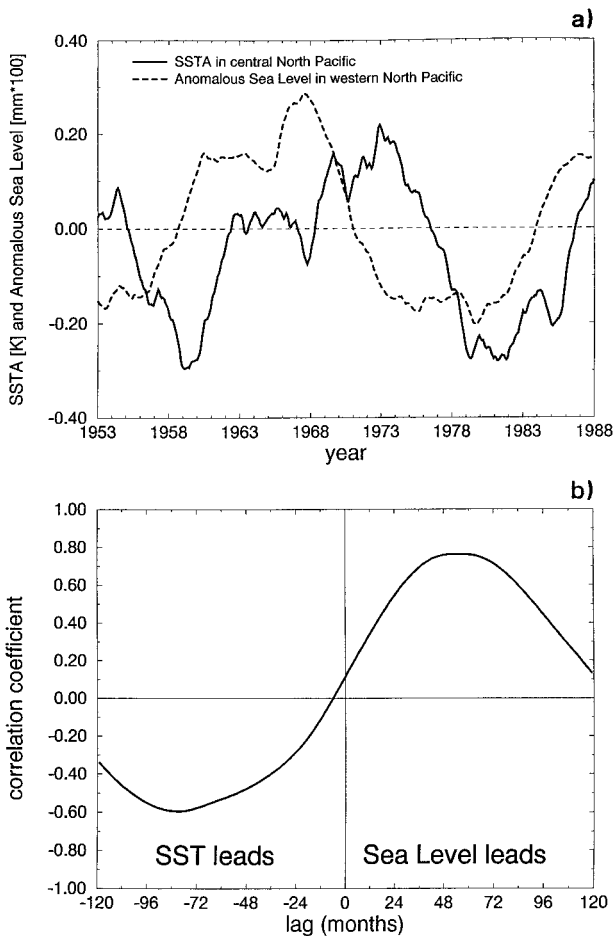 a)
SSTA [K] and Anomalous Sea Level [mm*100]
0.40
0.20
0.00
-0.20
-0.40
SSTA in central North Pacific
Anomalous Sea Level in western North Pacific
1953 1958 1963 1968 1973 1978 1983 1988
year
b)
correlation coefficient
1.00
0.80
0.60
0.40
0.20
0.00
-0.20
-0.40
-0.60
-0.80
-1.00
SST leads Sea Level leads
-120 -96 -72 -48 -24 0 24 48 72 96 120
lag (months)